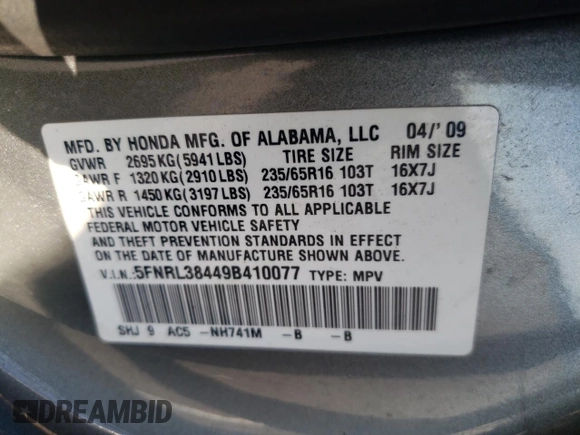 MFD. BY HONDA MFG. OF ALABAMA, LLC 04/'09
GVWR 2695 KG(5941 LBS) TIRE SIZE RIM SIZE
GAWR F 1320 KG(2910 LBS) 235/65R16 103T 16X7J
GAWR R 1450 KG(3197 LBS) 235/65R16 103T 16X7J
THIS VEHICLE CONFORMS TO ALL APPLICABLE
FEDERAL MOTOR VEHICLE SAFETY
AND THEFT PREVENTION STANDARDS IN EFFECT
ON THE DATE OF MANUFACTURE SHOWN ABOVE.
V.I.N.:5FNRL38449B410077 TYPE: MPV
SHJ 9 AC5 -NH741M -B -B
DREAMBID